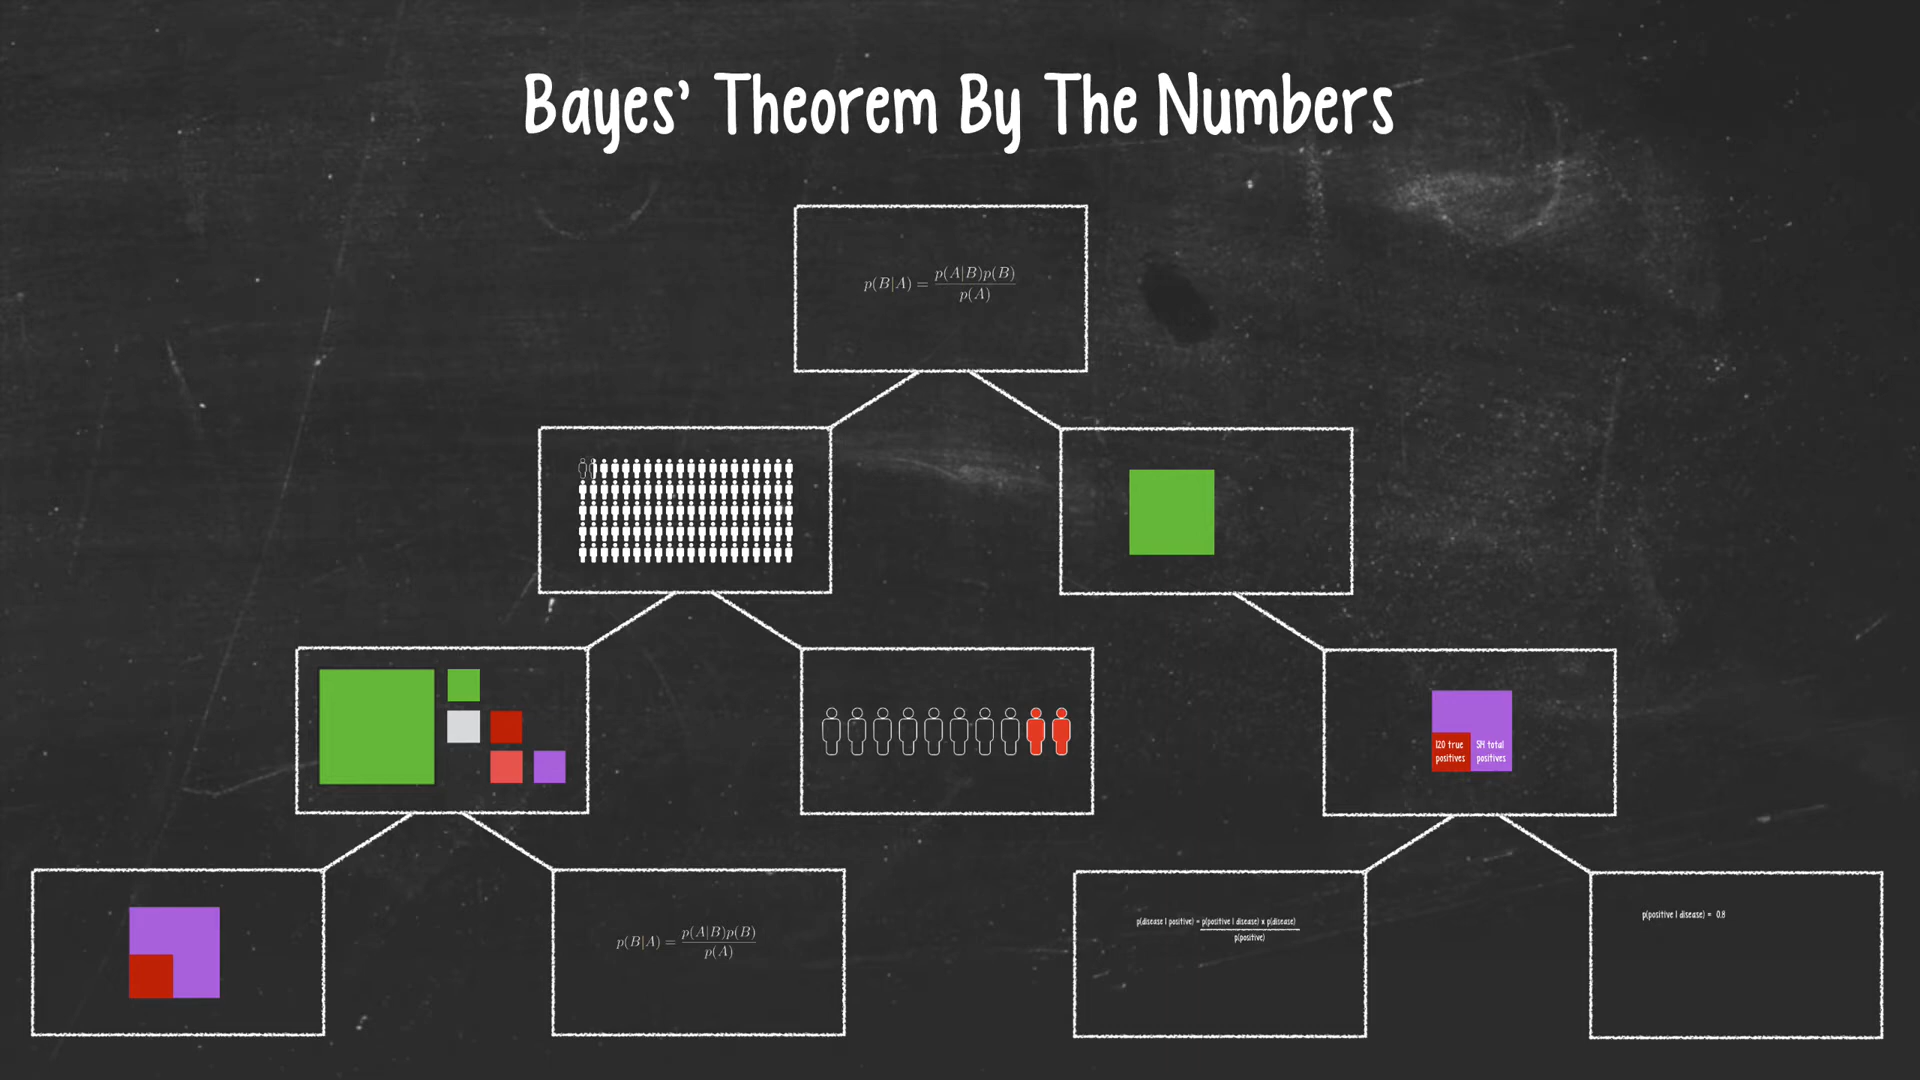 Bayes' Theorem By The Numbers
p(B|A) = p(A|B)p(B)
p(A)
120 true
positives
5M total
positives
p(B|A) = p(A|B)p(B)
p(A)
p(disease | positive) = p(positive | disease) x p(disease)
p(positive)
p(positive | disease) = 0.8